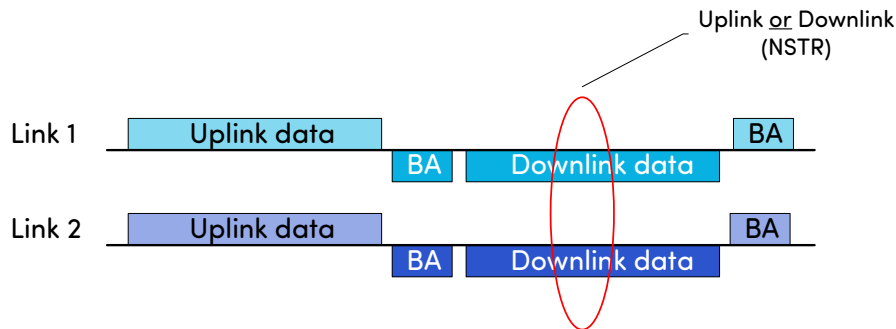 Uplink or Downlink
(NSTR)
Link 1
Uplink data
BA
BA
Downlink data
Link 2
Uplink data
BA
BA
Downlink data